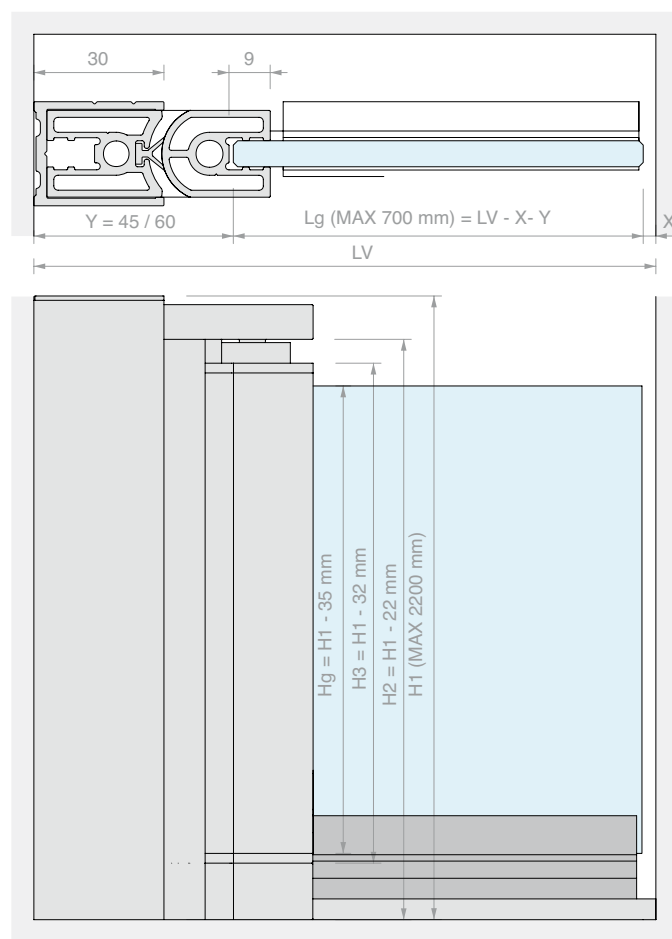 30
9
Y = 45 / 60
Lg (MAX 700 mm) = LV - X- Y
X
LV
Hg = H1 - 35 mm
H3 = H1 - 32 mm
H2 = H1 - 22 mm
H1 (MAX 2200 mm)